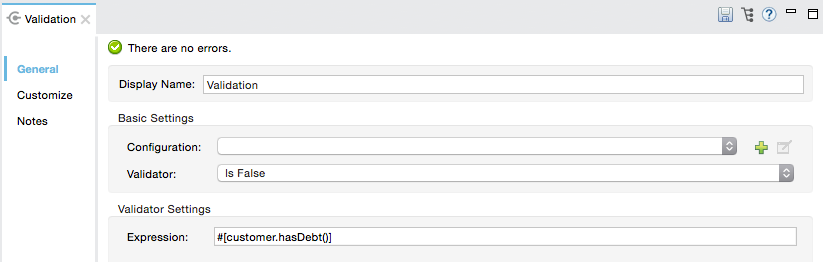 Validation
There are no errors.
General
Customize
Notes
Display Name: Validation
Basic Settings
Configuration:
Validator: Is False
Validator Settings
Expression: #[customer.hasDebt()]